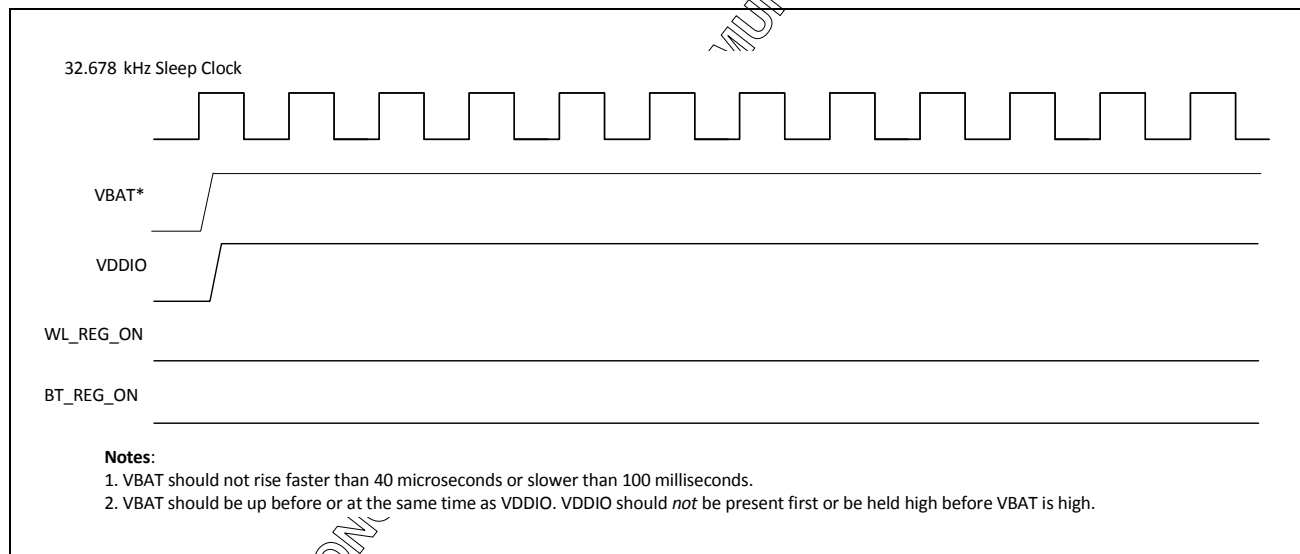 32.678 kHz Sleep Clock
VBAT*
VDDIO
WL_REG_ON
BT_REG_ON
Notes:
1. VBAT should not rise faster than 40 microseconds or slower than 100 milliseconds.
2. VBAT should be up before or at the same time as VDDIO. VDDIO should not be present first or be held high before VBAT is high.